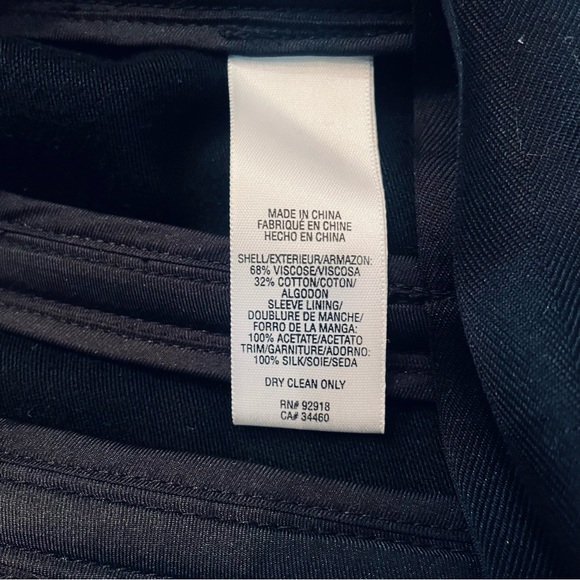 MADE IN CHINA
FABRIQUÉ EN CHINE
HECHO EN CHINA
SHELL/EXTERIEUR/ARMAZON:
68% VISCOSE/VISCOSA
32% COTTON/COTON/
ALGODON
SLEEVE LINING/
DOUBLURE DE MANCHE/
FORRO DE LA MANGA:
100% ACETATE/ACETATO
TRIM/GARNITURE/ADORNO:
100% SILK/SOIE/SEDA
DRY CLEAN ONLY
RN# 92918
CA# 34460